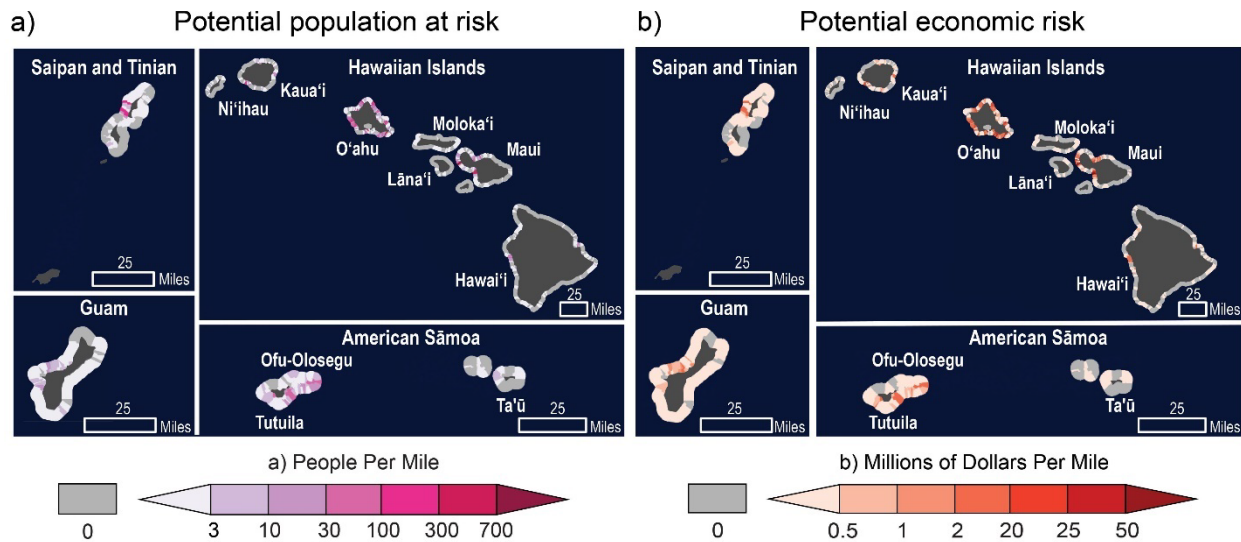 a) Potential population at risk
Saipan and Tinian
Hawaiian Islands
Ni‘ihau
Kaua‘i
O‘ahu
Moloka‘i
Lāna‘i
Maui
Hawai‘i
25
Miles
25
Miles
Guam
25
Miles
American Sāmoa
Ofu-Olosegu
Tutuila
Ta'ū
25
Miles
a) People Per Mile
0
3 10 30 100 300 700
b) Potential economic risk
Saipan and Tinian
Hawaiian Islands
Ni‘ihau
Kaua‘i
O‘ahu
Moloka‘i
Lāna‘i
Maui
Hawai‘i
25
Miles
25
Miles
Guam
25
Miles
American Sāmoa
Ofu-Olosegu
Tutuila
Ta'ū
25
Miles
b) Millions of Dollars Per Mile
0
0.5 1 2 20 25 50